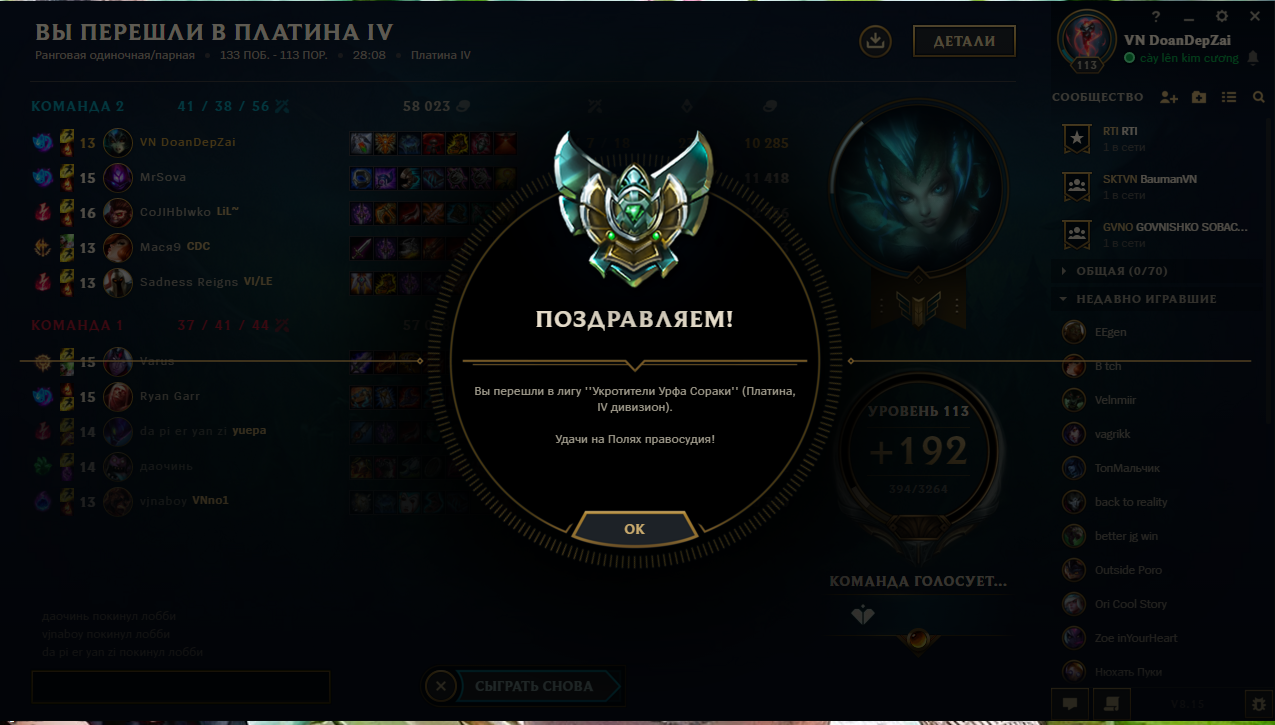 ВЫ ПЕРЕШЛИ В ПЛАТИНА IV
Ранговая одиночная/парная • 133 ПОБ. - 113 ПОР. • 28:08 • Платина IV
ДЕТАЛИ
?
VN DoanDepZai
cày lên kim cương
113
СООБЩЕСТВО
RTI RTI
1 в сети
SKTVN BaumanVN
1 в сети
GVNO GOVNISHKO SOBAC...
1 в сети
ОБЩАЯ (0/70)
НЕДАВНО ИГРАВШИЕ
EEgen
B tch
Velnmiir
vagrikk
ТопМальчик
back to reality
better jg win
Outside Poro
Ori Cool Story
Zoe inYourHeart
Нюхать Пуки
КОМАНДА 2 41 / 38 / 56 58 023
13 VN DoanDepZai 10 285
15 MrSova 11 418
16 CoJIHbIwko LiL~
13 Мася9 CDC
13 Sadness Reigns VI/LE
КОМАНДА 1 37 / 41 / 44
15 Varus
15 Ryan Garr
14 da pi er yan zi yuepa
14 даочинь
13 vjnaboy VNno1
ПОЗДРАВЛЯЕМ!
Вы перешли в лигу ''Укротители Урфа Сораки'' (Платина,
IV дивизион).
Удачи на Полях правосудия!
OK
УРОВЕНЬ 113
+192
394/3264
КОМАНДА ГОЛОСУЕТ...
даочинь покинул лобби
vjnaboy покинул лобби
da pi er yan zi покинул лобби
СЫГРАТЬ СНОВА